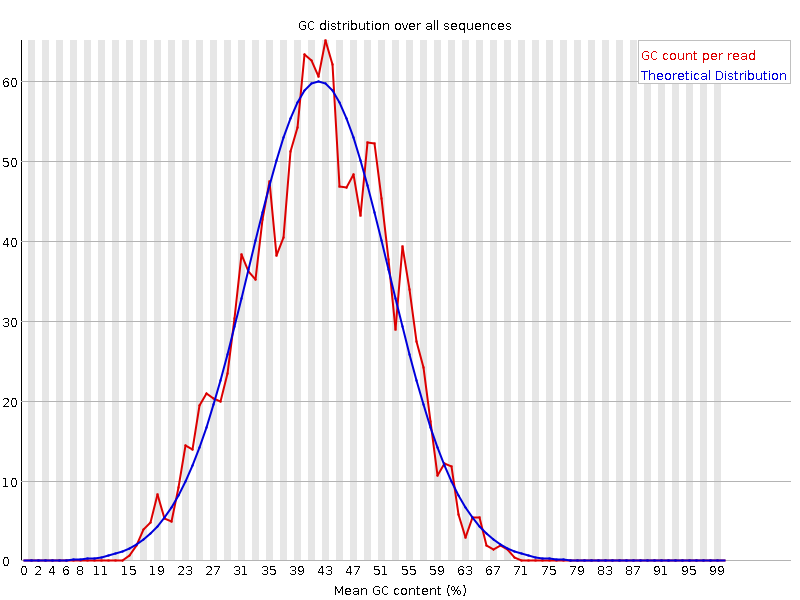 GC distribution over all sequences
GC count per read
Theoretical Distribution
60
50
40
30
20
10
0
0 2 4 6 8 11 15 19 23 27 31 35 39 43 47 51 55 59 63 67 71 75 79 83 87 91 95 99
Mean GC content (%)